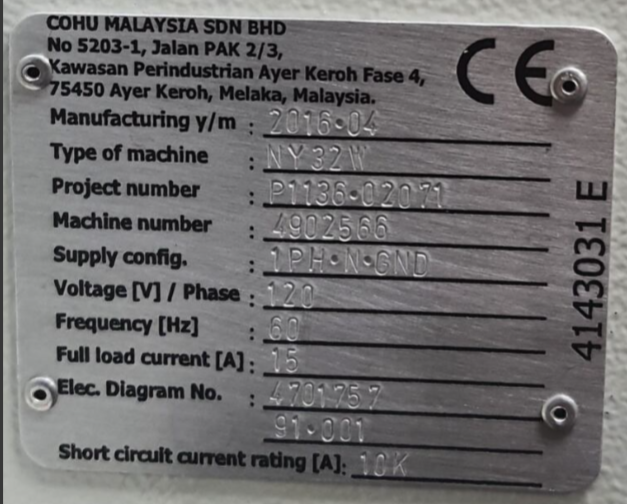 COHU MALAYSIA SDN BHD
No 5203-1, Jalan PAK 2/3,
Kawasan Perindustrian Ayer Keroh Fase 4,
75450 Ayer Keroh, Melaka, Malaysia.
CE
Manufacturing y/m : 2016•04
Type of machine : NY32W
Project number : P1136•02071
Machine number : 4902566
Supply config. : 1PH•N•GND
Voltage [V] / Phase : 120
Frequency [Hz] : 60
Full load current [A] : 15
Elec. Diagram No. : 4701757
91•001
Short circuit current rating [A]: 10K
4143031 E